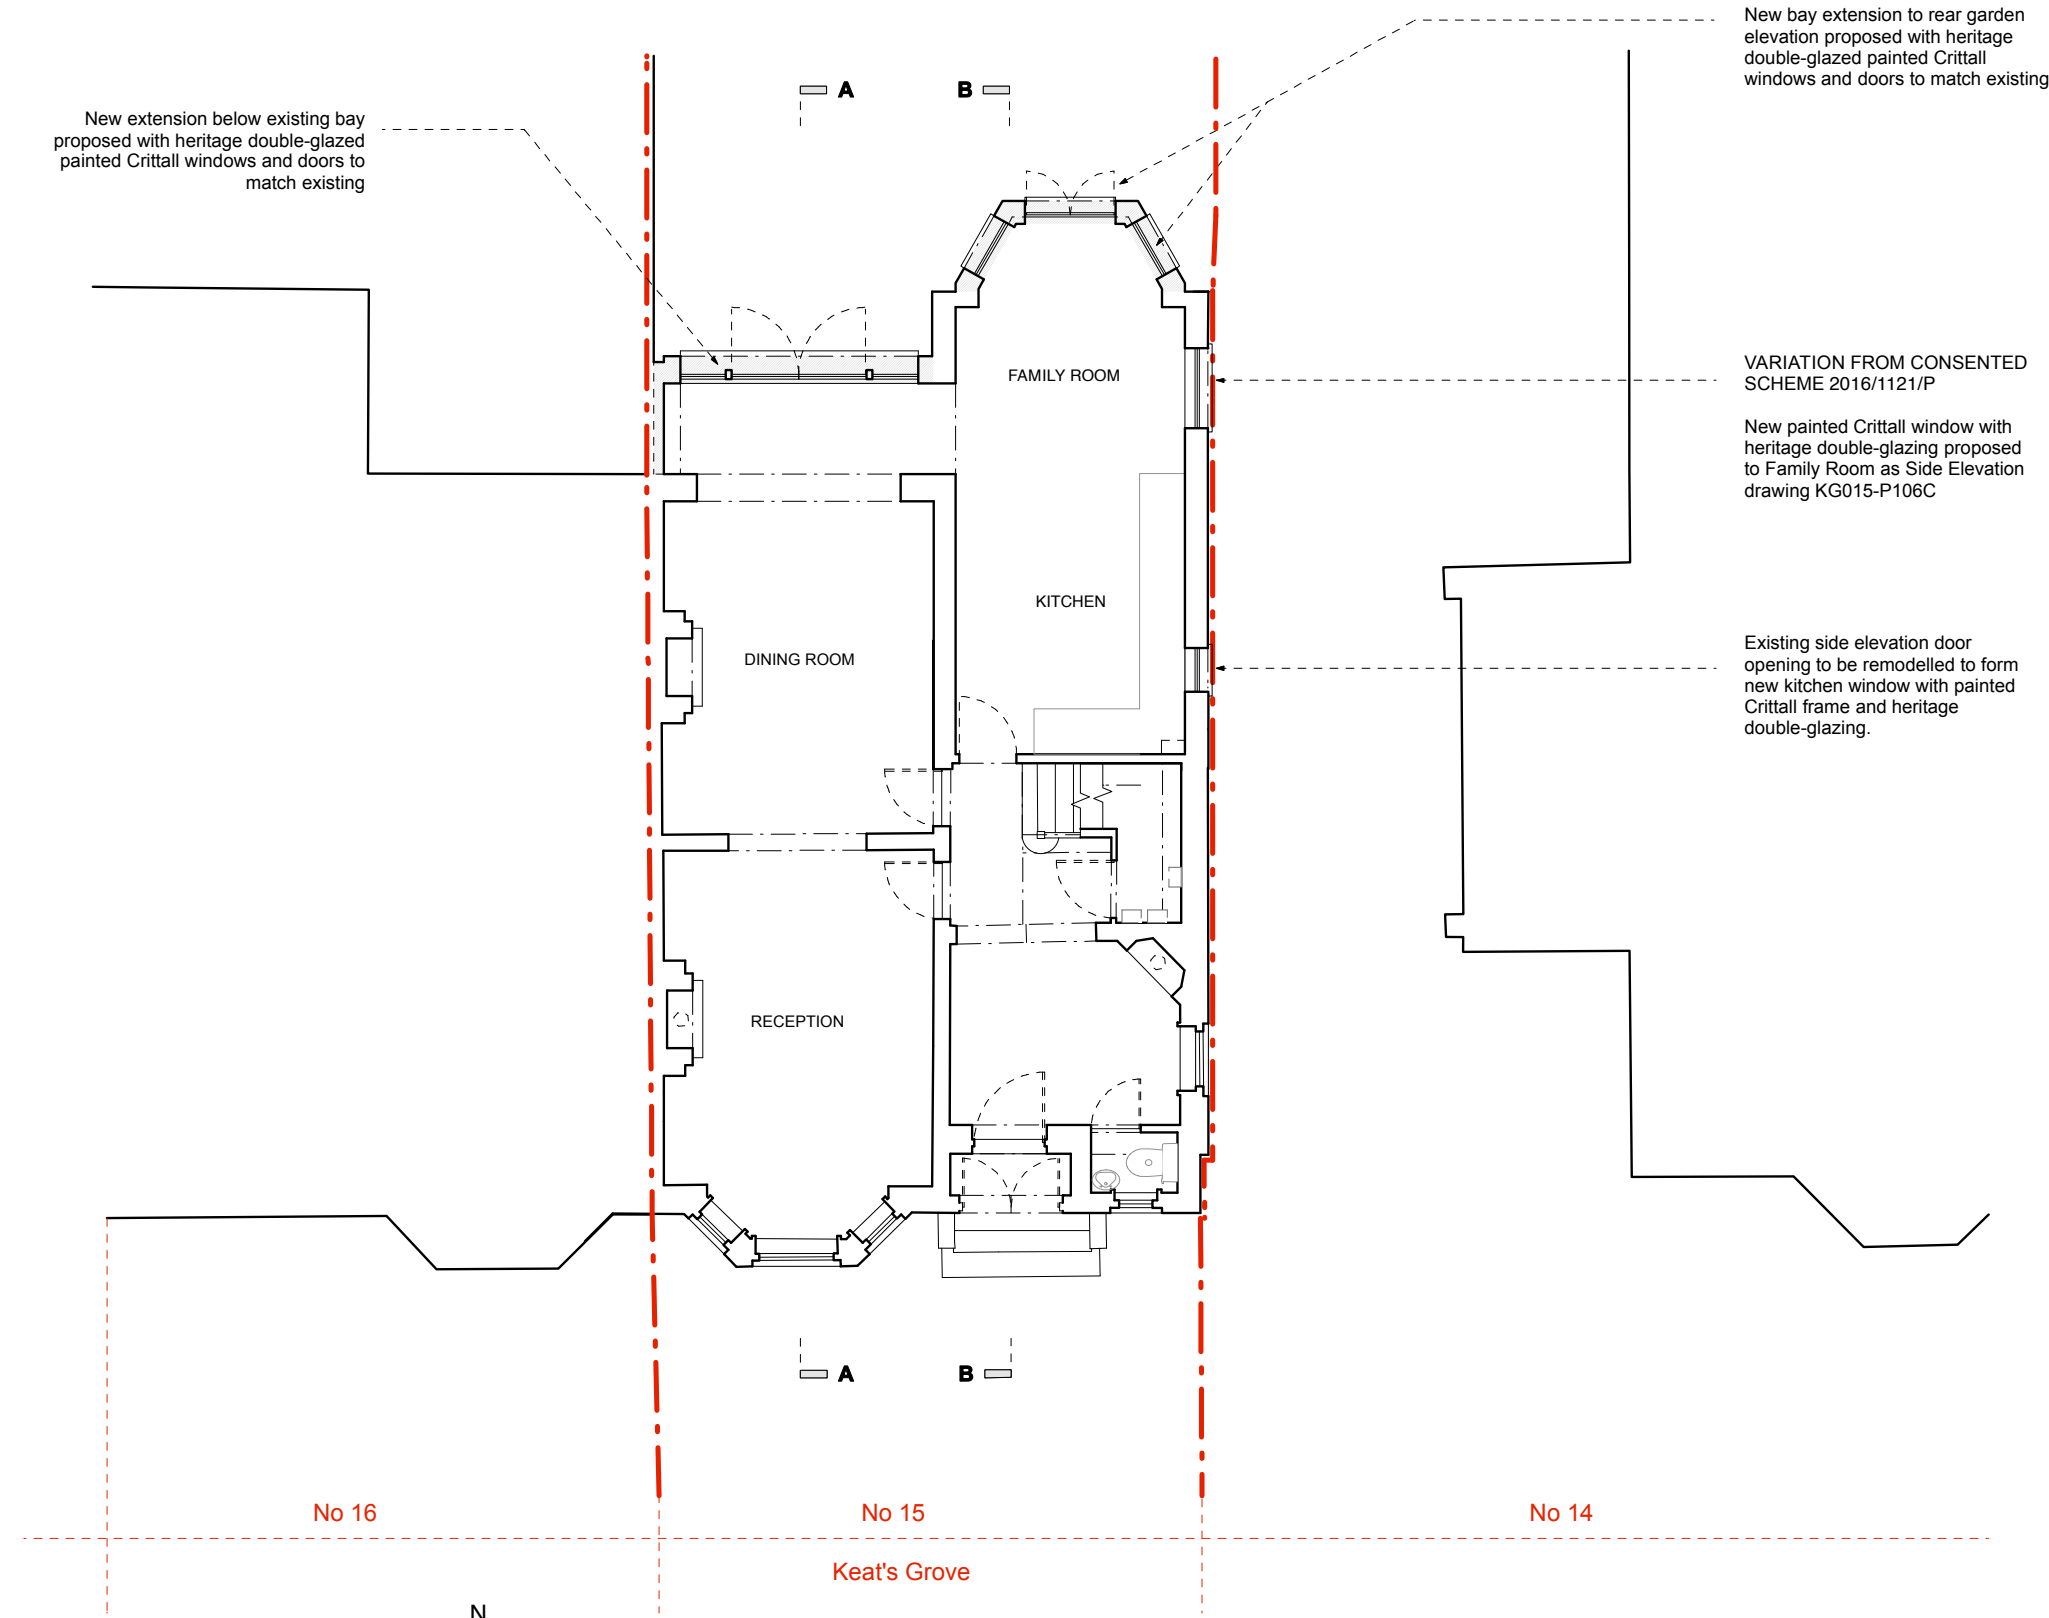 New bay extension to rear garden
elevation proposed with heritage
double-glazed painted Crittall
windows and doors to match existing
A
B
New extension below existing bay
proposed with heritage double-glazed
painted Crittall windows and doors to
match existing
FAMILY ROOM
VARIATION FROM CONSENTED
SCHEME 2016/1121/P
New painted Crittall window with
heritage double-glazing proposed
to Family Room as Side Elevation
drawing KG015-P106C
KITCHEN
DINING ROOM
Existing side elevation door
opening to be remodelled to form
new kitchen window with painted
Crittall frame and heritage
double-glazing.
RECEPTION
A
B
No 16
No 15
No 14
Keat's Grove
N